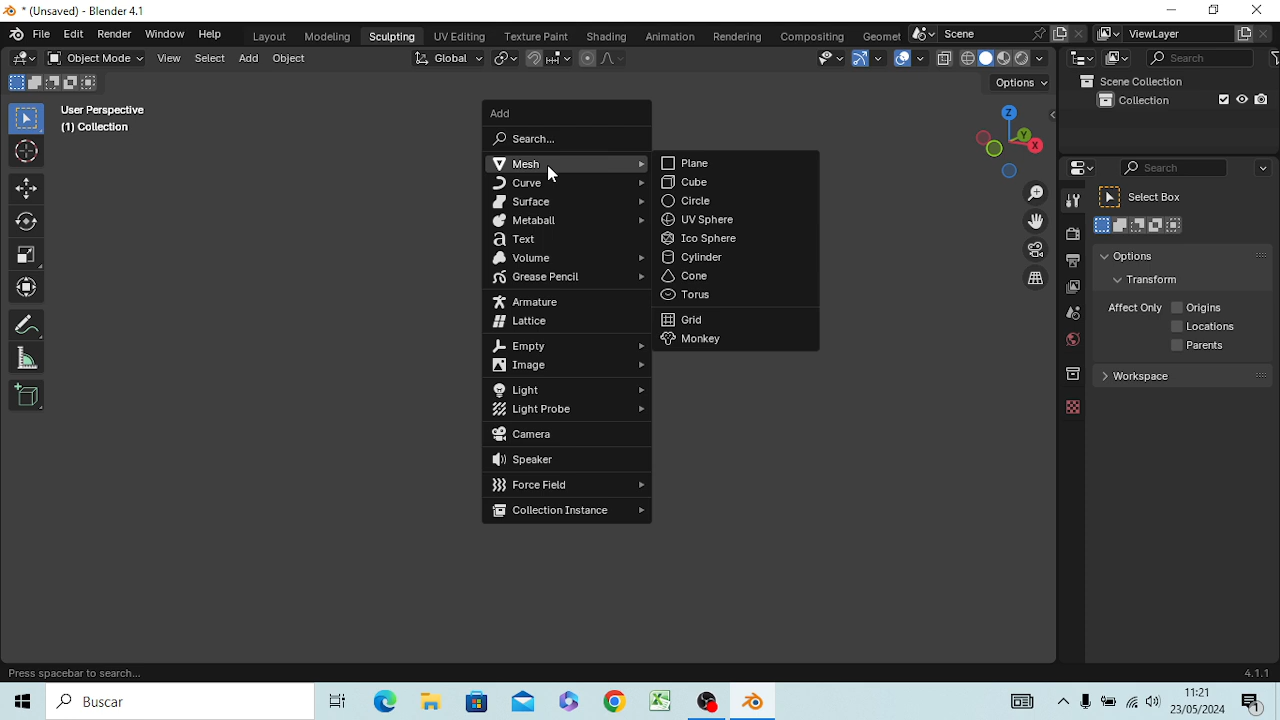 * (Unsaved) - Blender 4.1
File Edit Render Window Help Layout Modeling Sculpting UV Editing Texture Paint Shading Animation Rendering Compositing Geomet Scene ViewLayer
Object Mode View Select Add Object Global Search
Options
User Perspective
(1) Collection
Scene Collection
Collection
Add
Search...
Mesh
Curve
Surface
Metaball
Text
Volume
Grease Pencil
Armature
Lattice
Empty
Image
Light
Light Probe
Camera
Speaker
Force Field
Collection Instance
Plane
Cube
Circle
UV Sphere
Ico Sphere
Cylinder
Cone
Torus
Grid
Monkey
Z
Y
X
Search
Select Box
Options
Transform
Affect Only Origins
Locations
Parents
Workspace
Press spacebar to search...
4.1.1
Buscar
11:21
23/05/2024
1